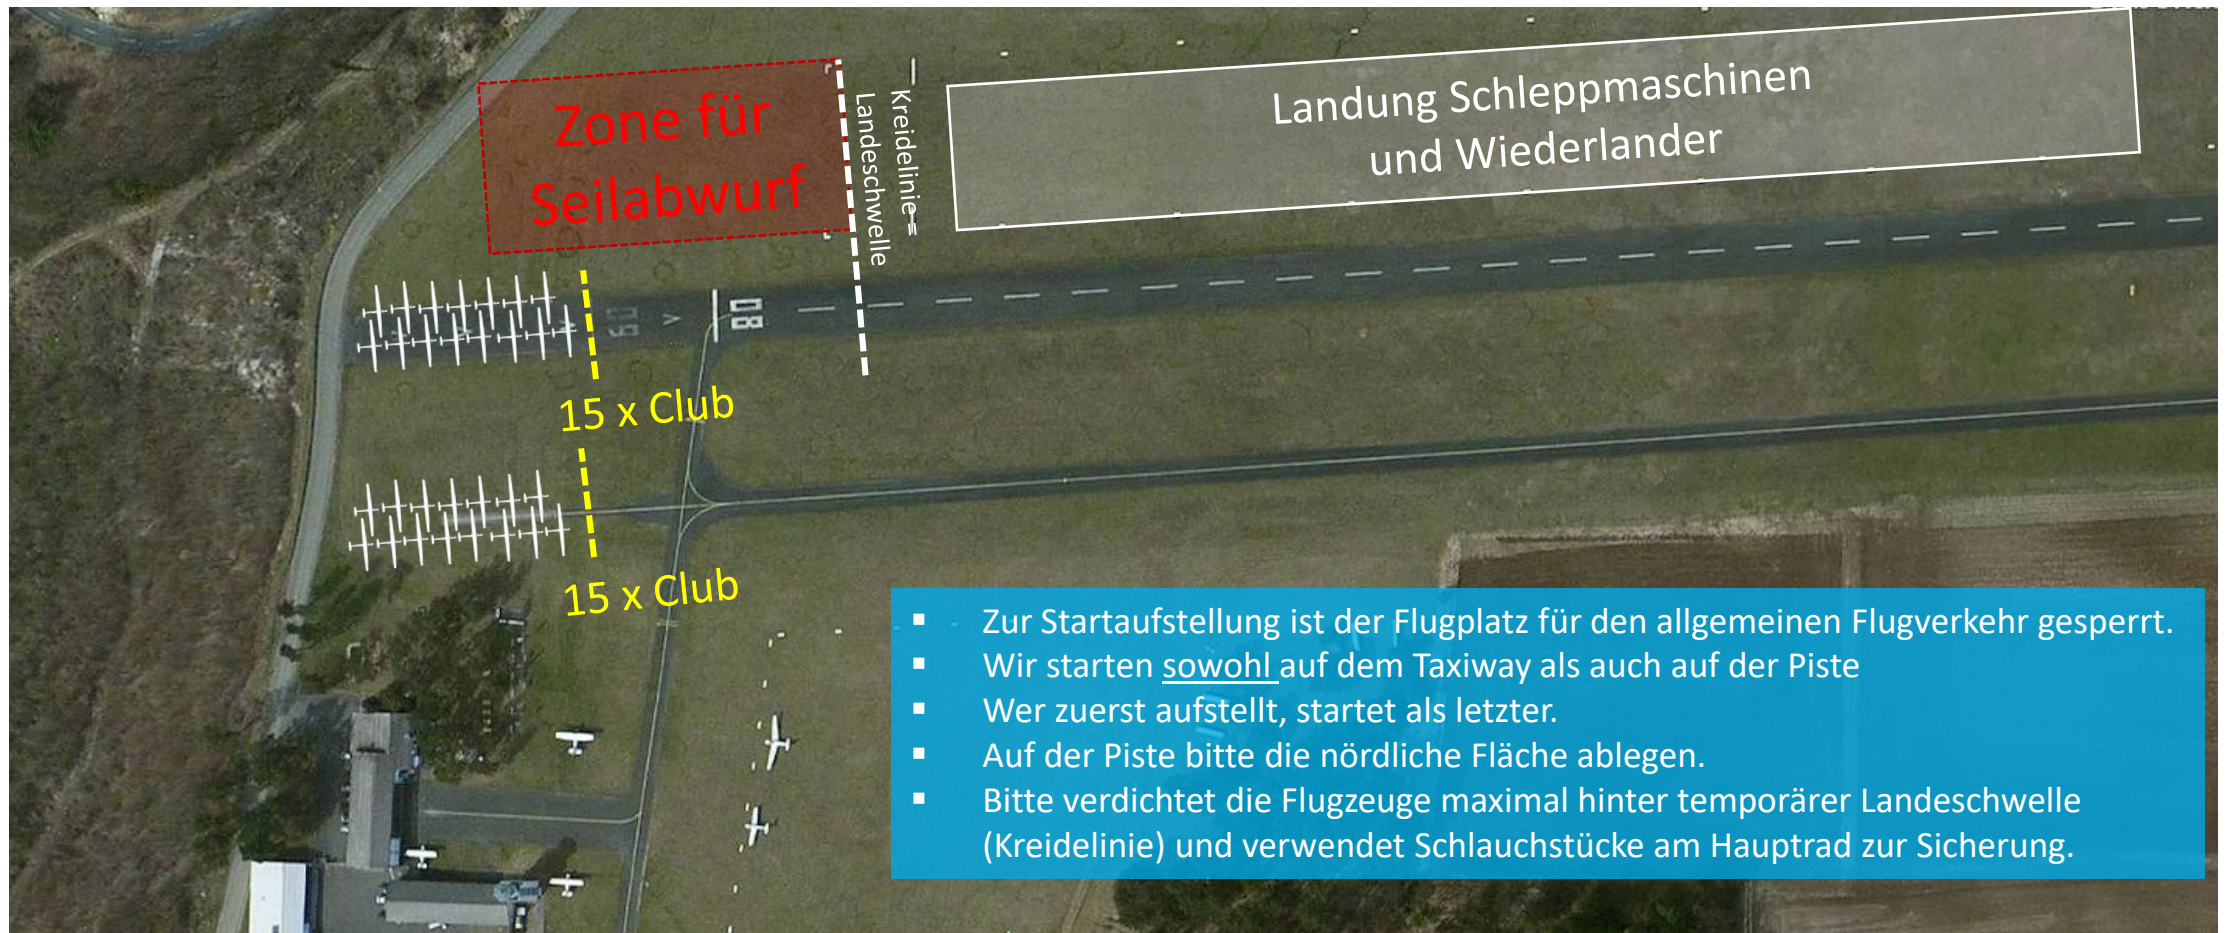 Zone für
Seilabwurf
Kreidelinie =
Landeschwelle
Landung Schleppmaschinen
und Wiederlander
09
08
15 x Club
15 x Club
▪ Zur Startaufstellung ist der Flugplatz für den allgemeinen Flugverkehr gesperrt.
▪ Wir starten sowohl auf dem Taxiway als auch auf der Piste
▪ Wer zuerst aufstellt, startet als letzter.
▪ Auf der Piste bitte die nördliche Fläche ablegen.
▪ Bitte verdichtet die Flugzeuge maximal hinter temporärer Landeschwelle
(Kreidelinie) und verwendet Schlauchstücke am Hauptrad zur Sicherung.